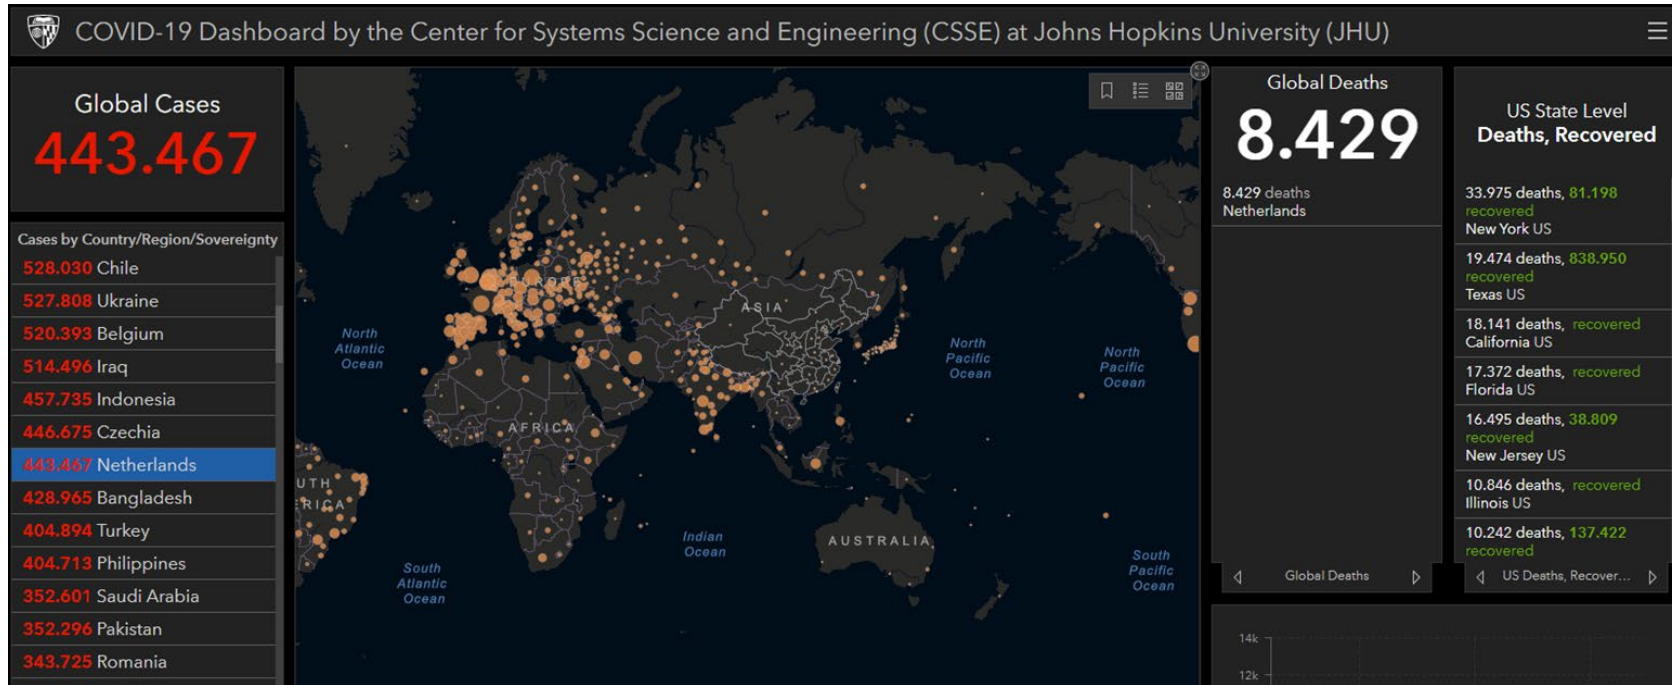 COVID-19 Dashboard by the Center for Systems Science and Engineering (CSSE) at Johns Hopkins University (JHU)
Global Cases
443.467
Cases by Country/Region/Sovereignty
528.030 Chile
527.808 Ukraine
520.393 Belgium
514.496 Iraq
457.735 Indonesia
446.675 Czechia
443.467 Netherlands
428.965 Bangladesh
404.894 Turkey
404.713 Philippines
352.601 Saudi Arabia
352.296 Pakistan
343.725 Romania
EUROPE
ASIA
North
Atlantic
Ocean
North
Pacific
Ocean
North
Pacific
Ocean
AFRICA
UTH
ERICA
Indian
Ocean
AUSTRALIA
South
Atlantic
Ocean
South
Pacific
Ocean
Global Deaths
8.429
8.429 deaths
Netherlands
Global Deaths
US State Level
Deaths, Recovered
33.975 deaths, 81.198
recovered
New York US
19.474 deaths, 838.950
recovered
Texas US
18.141 deaths, recovered
California US
17.372 deaths, recovered
Florida US
16.495 deaths, 38.809
recovered
New Jersey US
10.846 deaths, recovered
Illinois US
10.242 deaths, 137.422
recovered
US Deaths, Recover...
14k
12k